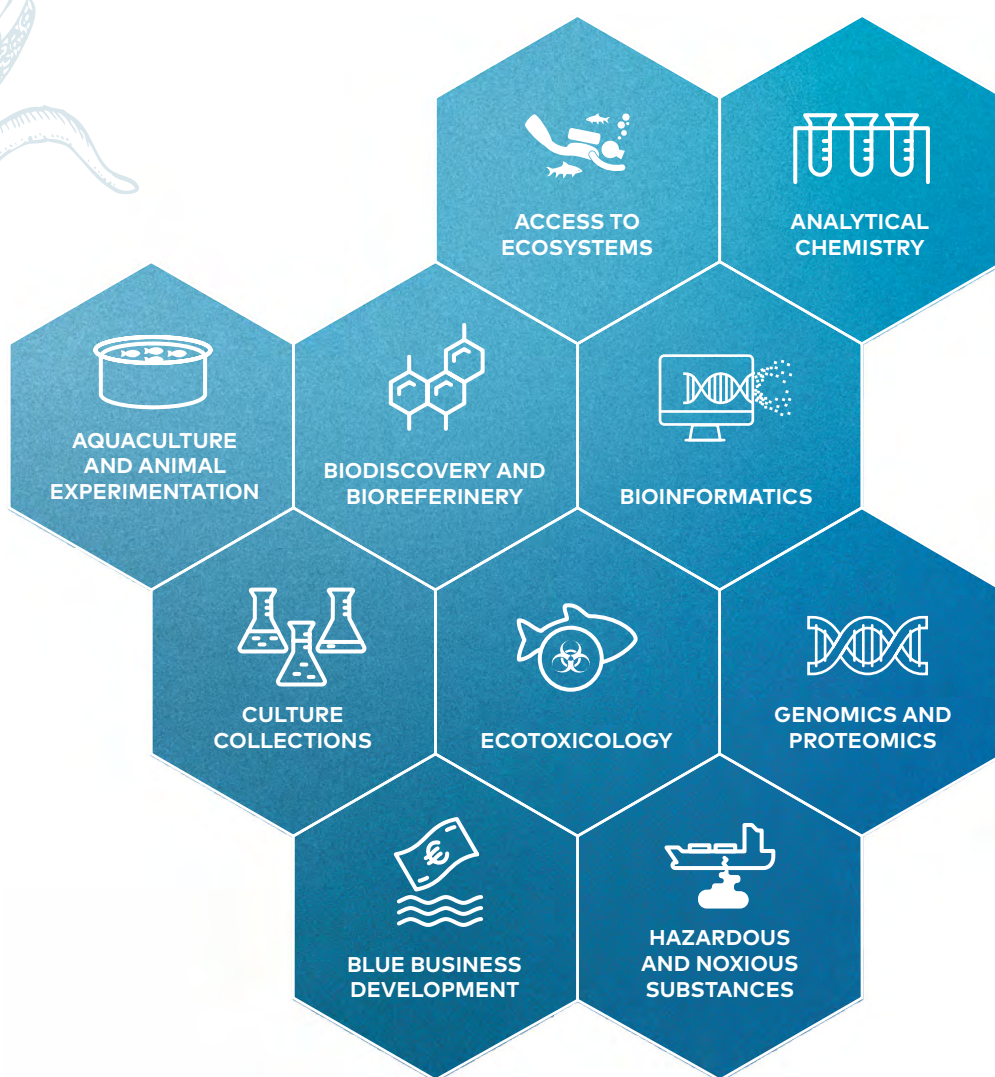 ACCESS TO
ECOSYSTEMS
ANALYTICAL
CHEMISTRY
AQUACULTURE
AND ANIMAL
EXPERIMENTATION
BIODISCOVERY AND
BIOREFERINERY
BIOINFORMATICS
CULTURE
COLLECTIONS
ECOTOXICOLOGY
GENOMICS AND
PROTEOMICS
€
BLUE BUSINESS
DEVELOPMENT
HAZARDOUS
AND NOXIOUS
SUBSTANCES